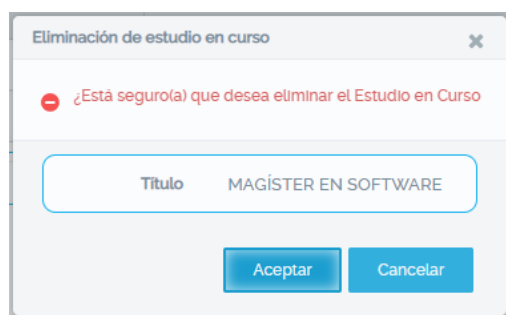 Eliminación de estudio en curso
¿Está seguro(a) que desea eliminar el Estudio en Curso
Título MAGÍSTER EN SOFTWARE
Aceptar Cancelar